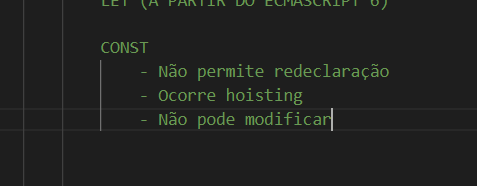 LET (A PARTIR DO ECMASCRIPT 6)
CONST
- Não permite redeclaração
- Ocorre hoisting
- Não pode modificar